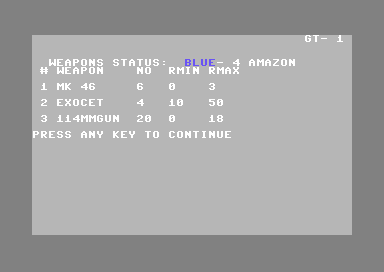 GT- 1
WEAPONS STATUS: BLUE- 4 AMAZON
# WEAPON NO RMIN RMAX
1 MK 46 6 0 3
2 EXOCET 4 10 50
3 114MMGUN 20 0 18
PRESS ANY KEY TO CONTINUE